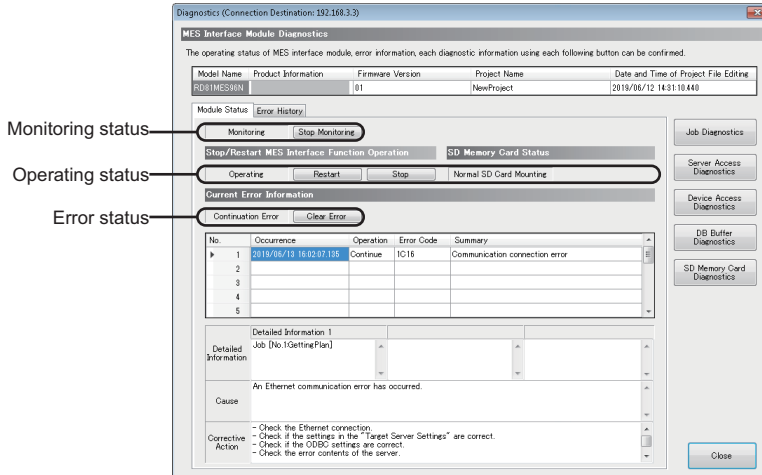 Diagnostics (Connection Destination: 192.168.3.3)
MES Interface Module Diagnostics
The operating status of MES interface module, error information, each diagnostic information using each following button can be confirmed.
Model Name Product Information Firmware Version Project Name Date and Time of Project File Editing
RD81MES96N 01 NewProject 2019/06/12 14:31:10.440
Module Status Error History
Monitoring status Monitoring Stop Monitoring Job Diagnostics
Stop/Restart MES Interface Function Operation SD Memory Card Status
Operating status Operating Restart Stop Normal SD Card Mounting Server Access Diagnostics
Current Error Information Device Access Diagnostics
Error status Continuation Error Clear Error
DB Buffer Diagnostics
No. Occurrence Operation Error Code Summary
1 2019/06/13 16:02:07.135 Continue 1C16 Communication connection error
2
SD Memory Card Diagnostics
3
4
5
Detailed Information 1
Detailed Information Job [No.1:GettingPlan]
Cause An Ethernet communication error has occurred.
Corrective Action - Check the Ethernet connection.
- Check if the settings in the "Target Server Settings" are correct.
- Check if the ODBC settings are correct.
- Check the error contents of the server.
Close